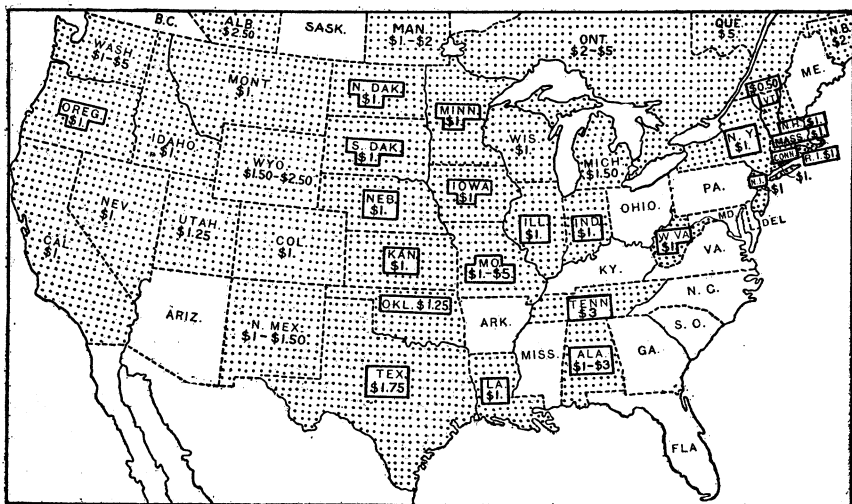 B.C.
ALB.
$2.50
SASK.
MAN.
$1.-$2.
ONT.
$2-$5.
QUE.
$5.
N.B.
$2.
WASH.
$1-$5
MONT.
$1.
N. DAK.
$1.
MINN.
$1.
ME.
$0.50
VT.
OREG.
$1.
IDAHO.
$1
S. DAK.
$1.
WIS.
$1.
MICH.
$1.50
N.Y.
$1.
N.H. $1.
MASS. $1
CONN.
$1.
R.I. $1
WYO.
$1.50-$2.50
IOWA
$1
NEB.
$1.
NEV.
$1.
UTAH.
$1.25
COL.
$1.
CAL.
$1.
KAN.
$1.
MO.
$1.-$5.
ILL.
$1.
IND.
$1.
OHIO.
PA.
$1
W VA.
$1
MD.
DEL
VA.
KY.
N. C.
ARIZ.
N. MEX.
$1-$1.50
OKL. $1.25
ARK.
TENN
$3
S. O.
TEX.
$1.75
LA.
$1.
MISS.
ALA.
$1-$3
GA.
FLA